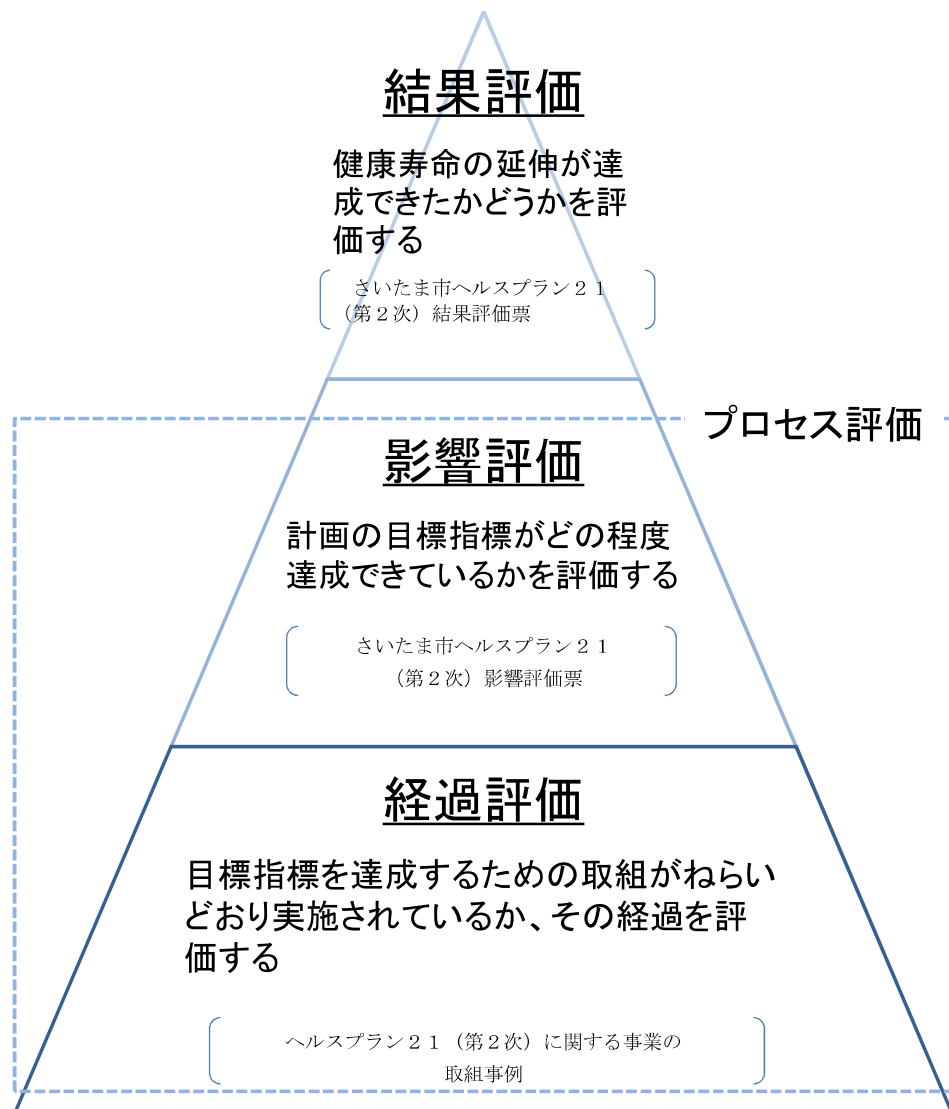 結果評価
健康寿命の延伸が達
成できたかどうかを評
価する
さいたま市ヘルスプラン２１
（第２次）結果評価票
プロセス評価
影響評価
計画の目標指標がどの程度
達成できているかを評価する
さいたま市ヘルスプラン２１
（第２次）影響評価票
経過評価
目標指標を達成するための取組がねらい
どおり実施されているか、その経過を評
価する
ヘルスプラン２１（第２次）に関する事業の
取組事例